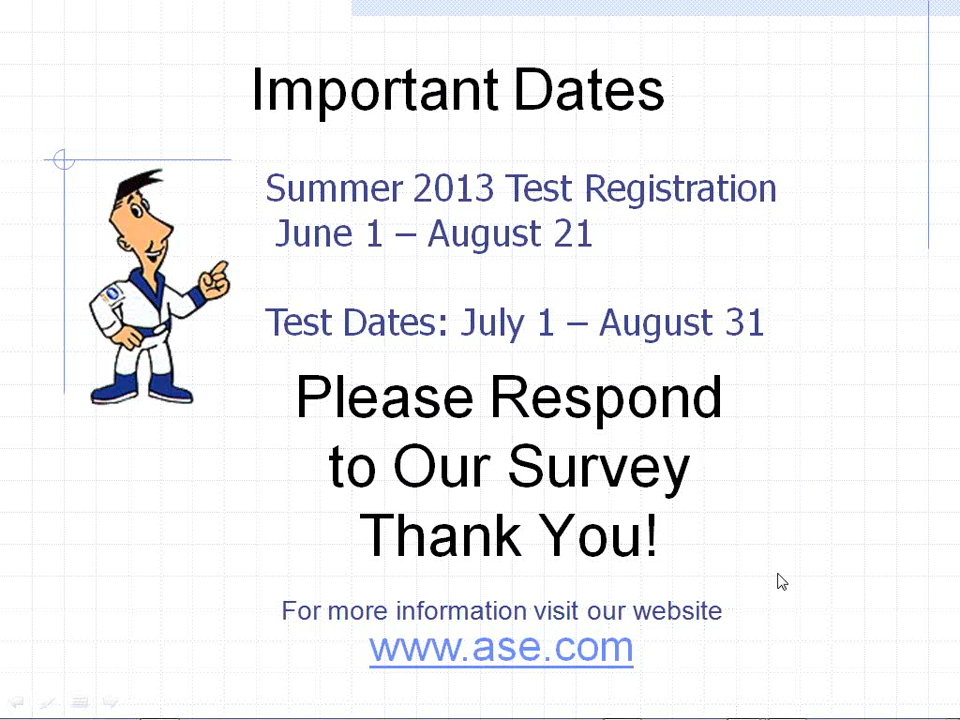 Important Dates
Summer 2013 Test Registration
June 1 – August 21
Test Dates: July 1 – August 31
Please Respond
to Our Survey
Thank You!
For more information visit our website
www.ase.com